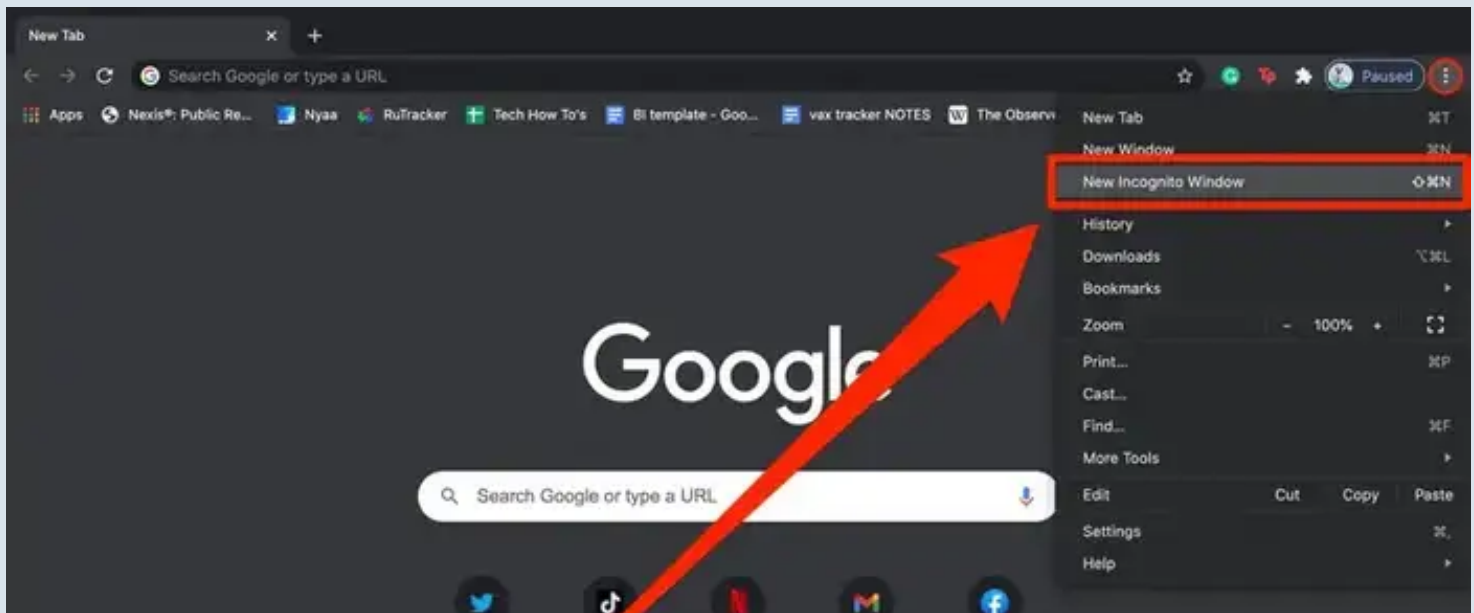 New Tab
Search Google or type a URL
Paused
Apps Nexis®: Public Re... Nyaa RuTracker Tech How To's BI template - Goo... vax tracker NOTES The Observ
New Tab ⌘T
New Window ⌘N
New Incognito Window ⇧⌘N
History
Downloads ⌥⌘L
Bookmarks
Zoom - 100% +
Print... ⌘P
Cast...
Find... ⌘F
More Tools
Edit Cut Copy Paste
Settings ⌘,
Help
Google
Search Google or type a URL